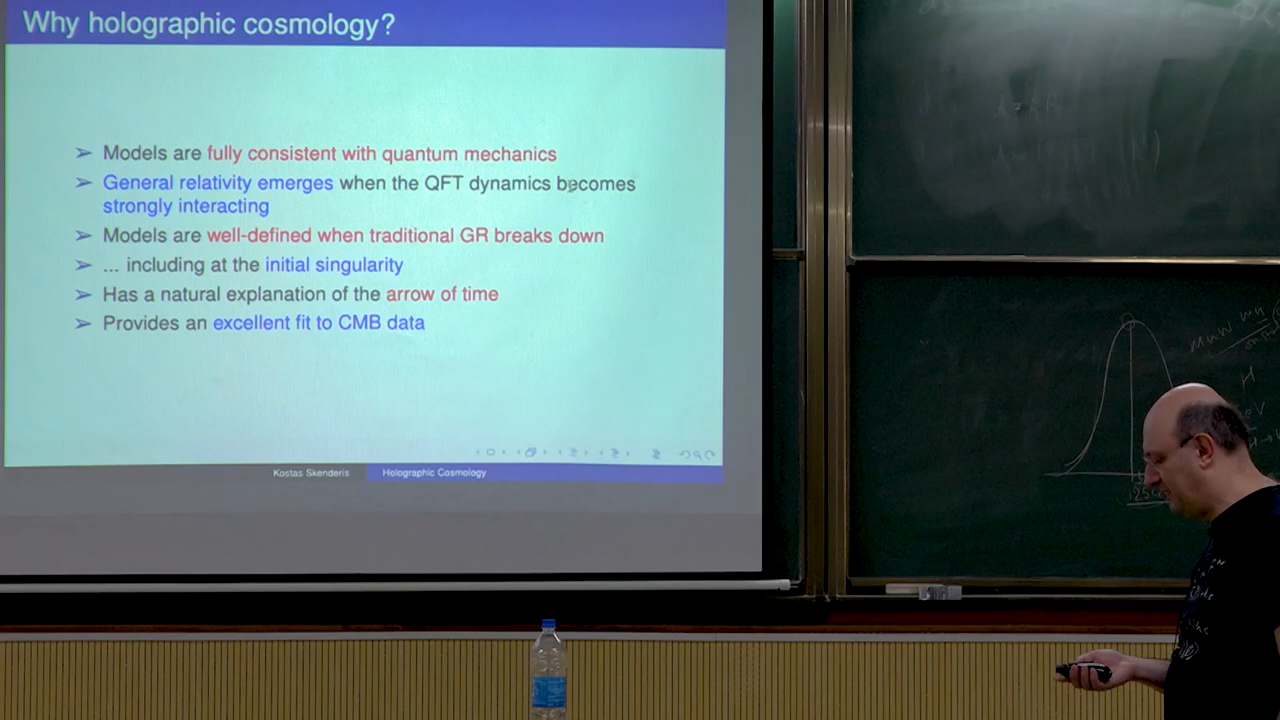 Why holographic cosmology?
➢ Models are fully consistent with quantum mechanics
➢ General relativity emerges when the QFT dynamics becomes
strongly interacting
➢ Models are well-defined when traditional GR breaks down
➢ ... including at the initial singularity
➢ Has a natural explanation of the arrow of time
➢ Provides an excellent fit to CMB data
Kostas Skenderis
Holographic Cosmology
H